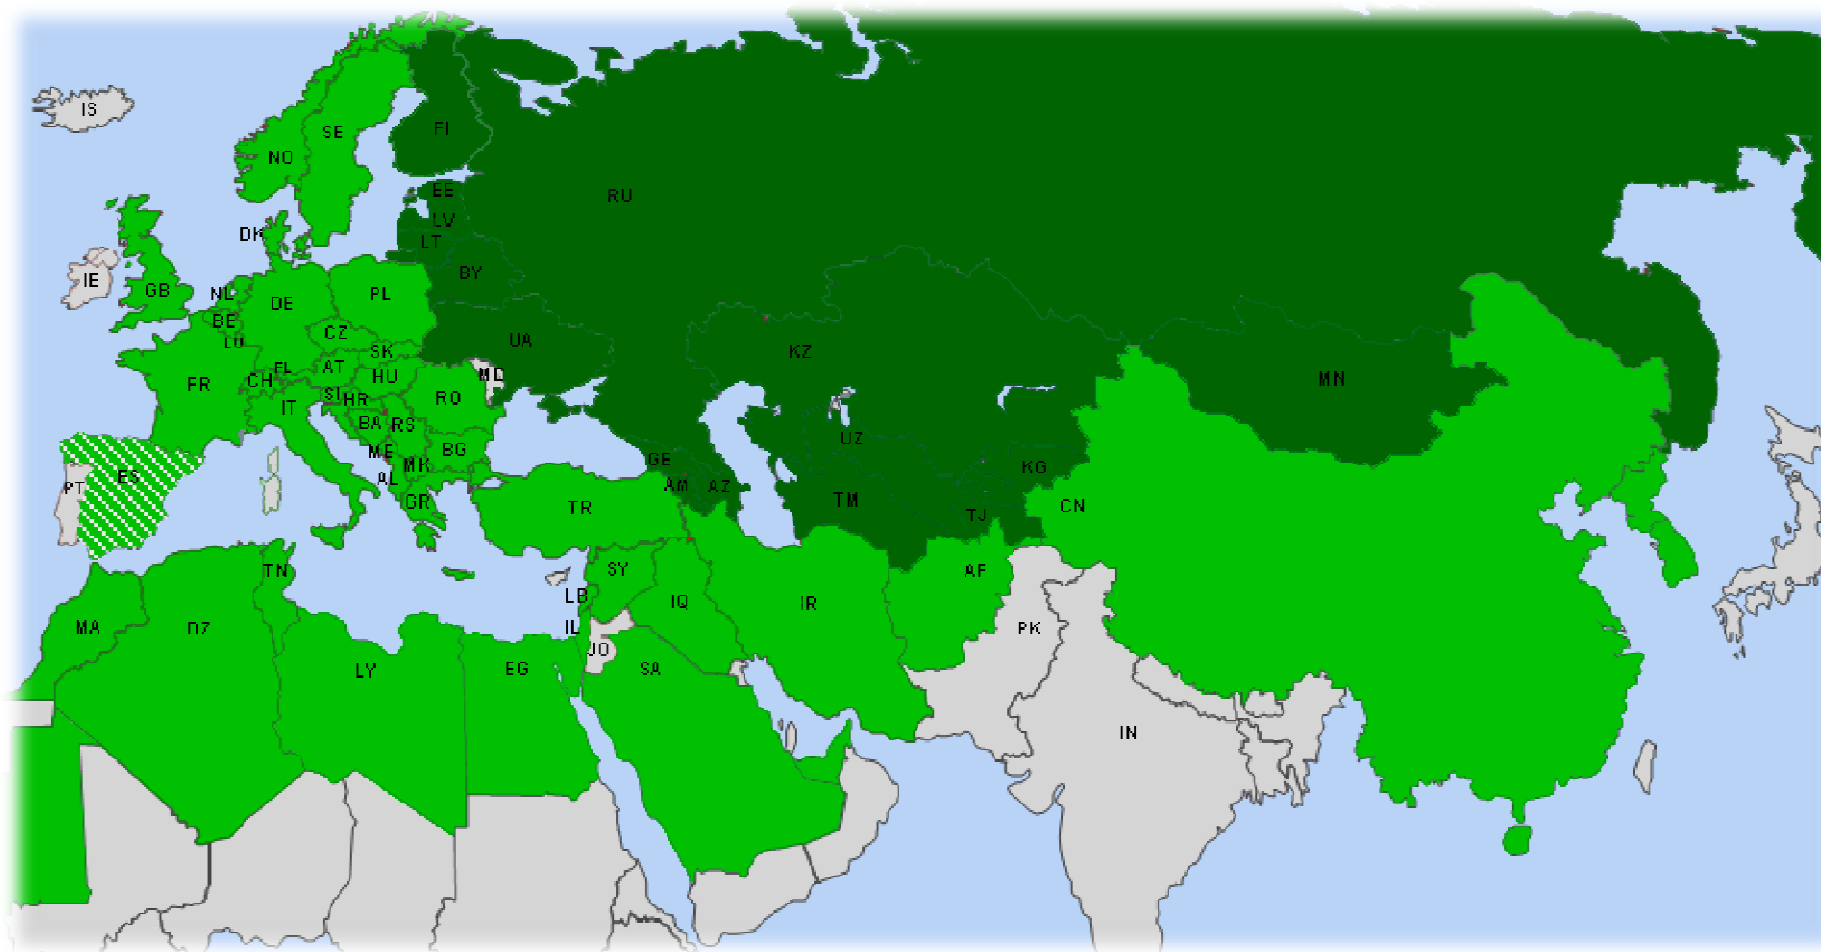 IS
SE
FI
NO
RU
EE
LV
DK
LT
BY
IE
GB
NL
DE
PL
BE
CZ
UA
LU
SK
KZ
FL
AT
MD
CH
HU
MN
FR
SI
HR
RO
IT
BA
RS
UZ
ME
BG
GE
MK
KG
ES
AL
PT
AM
AZ
GR
TM
CN
TR
TJ
TN
SY
AF
LB
IQ
IR
MA
DZ
IL
PK
JO
LY
EG
SA
IN